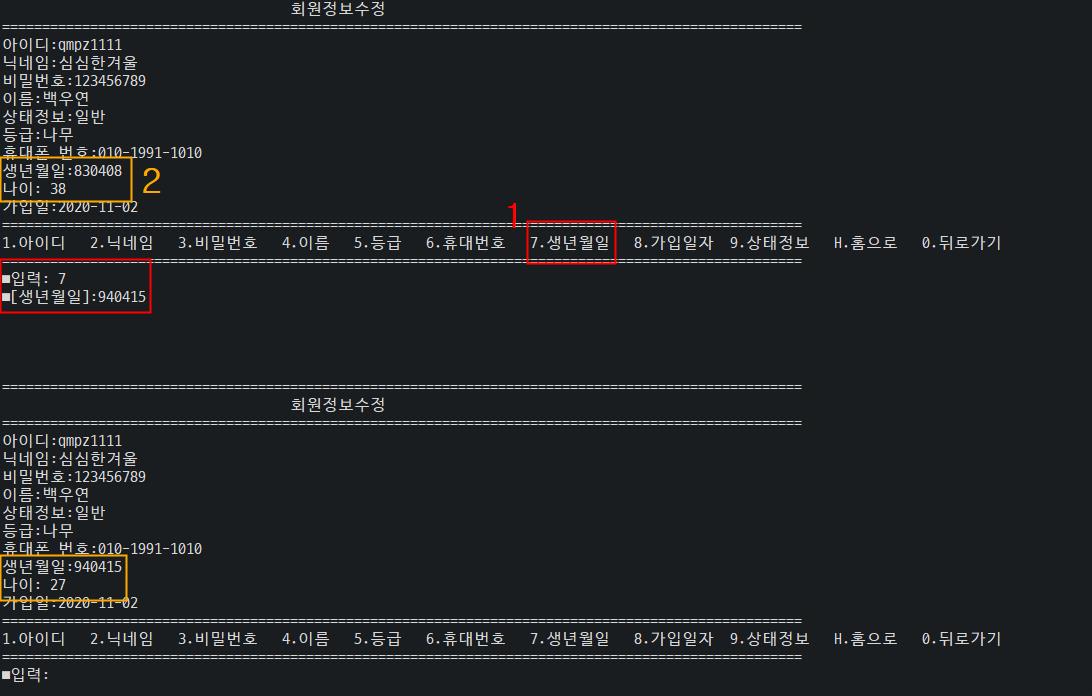 회원정보수정
====================================================================================================
아이디:qmpz1111
닉네임:심심한겨울
비밀번호:123456789
이름:백우연
상태정보:일반
등급:나무
휴대폰 번호:010-1991-1010
생년월일:830408
나이: 38
2
가입일:2020-11-02
1
====================================================================================================
1.아이디 2.닉네임 3.비밀번호 4.이름 5.등급 6.휴대번호 7.생년월일 8.가입일자 9.상태정보 H.홈으로 0.뒤로가기
====================================================================================================
■입력: 7
■[생년월일]:940415
====================================================================================================
회원정보수정
====================================================================================================
아이디:qmpz1111
닉네임:심심한겨울
비밀번호:123456789
이름:백우연
상태정보:일반
등급:나무
휴대폰 번호:010-1991-1010
생년월일:940415
나이: 27
가입일:2020-11-02
====================================================================================================
1.아이디 2.닉네임 3.비밀번호 4.이름 5.등급 6.휴대번호 7.생년월일 8.가입일자 9.상태정보 H.홈으로 0.뒤로가기
====================================================================================================
■입력: